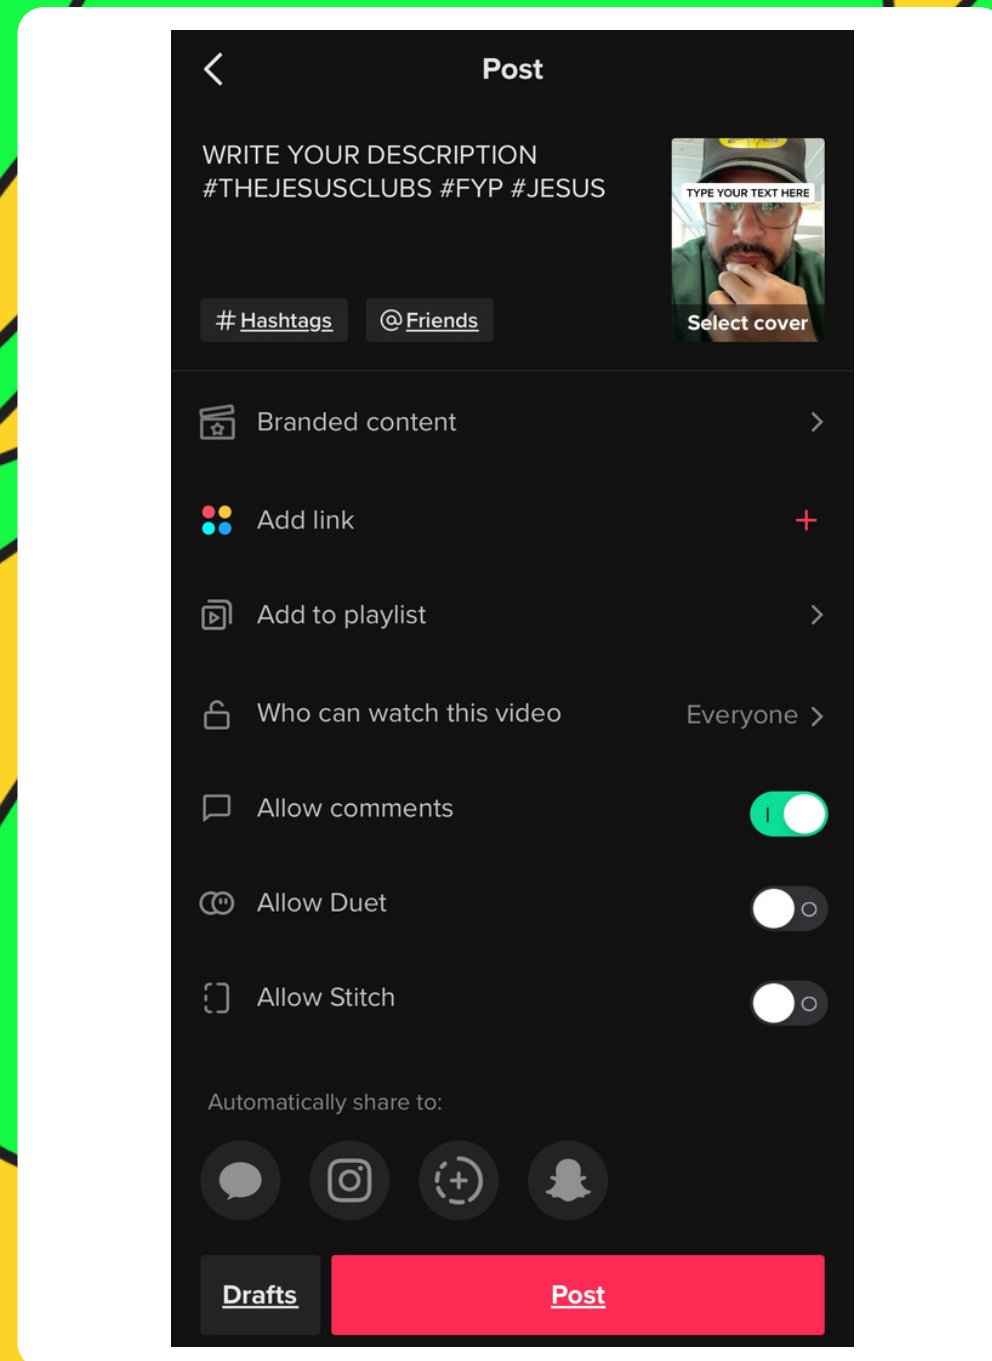 Post
WRITE YOUR DESCRIPTION
#THEJESUSCLUBS #FYP #JESUS
TYPE YOUR TEXT HERE
Select cover
# Hashtags
@ Friends
Branded content
Add link
Add to playlist
Who can watch this video
Everyone
Allow comments
Allow Duet
Allow Stitch
Automatically share to:
Drafts
Post